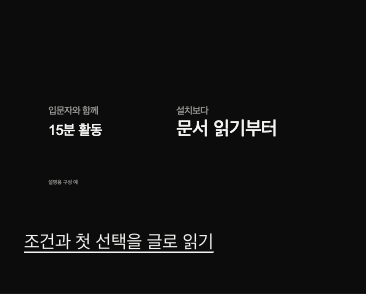 입문자와 함께
15분 활동
설치보다
문서 읽기부터
설명용 구성 예
조건과 첫 선택을 글로 읽기